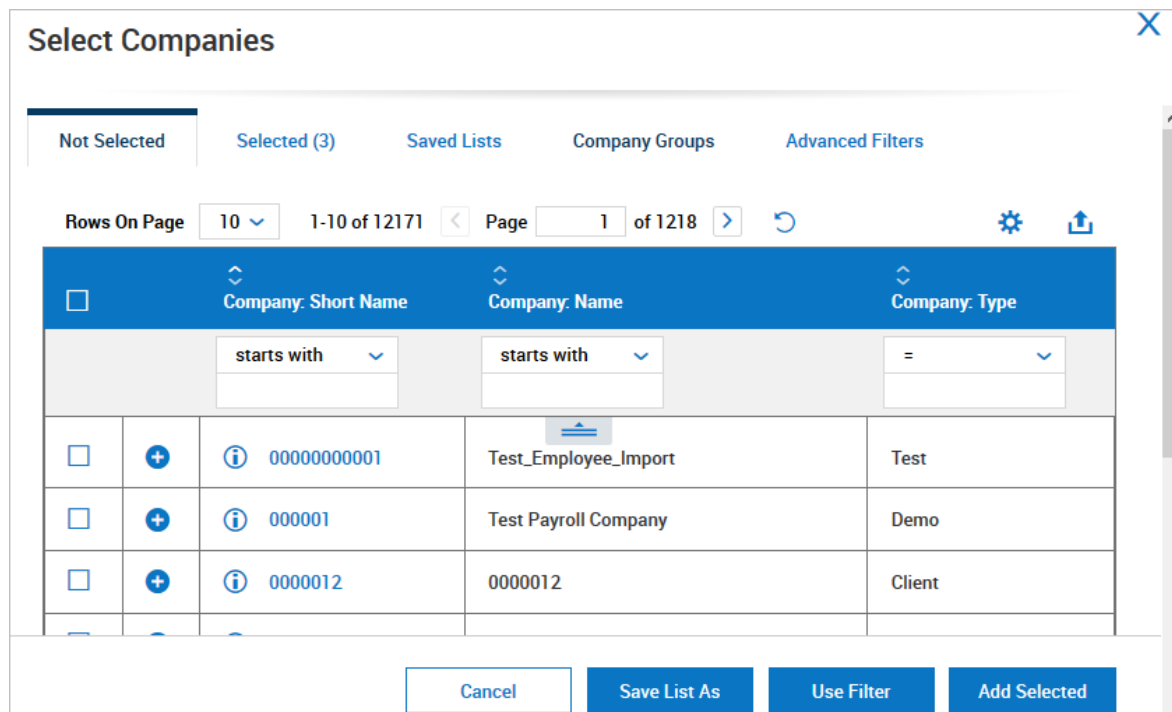 Select Companies
X
Not Selected Selected (3) Saved Lists Company Groups Advanced Filters
Rows On Page 10 1-10 of 12171 Page 1 of 1218
Company: Short Name Company: Name Company: Type
starts with starts with =
00000000001 Test_Employee_Import Test
000001 Test Payroll Company Demo
0000012 0000012 Client
Cancel Save List As Use Filter Add Selected